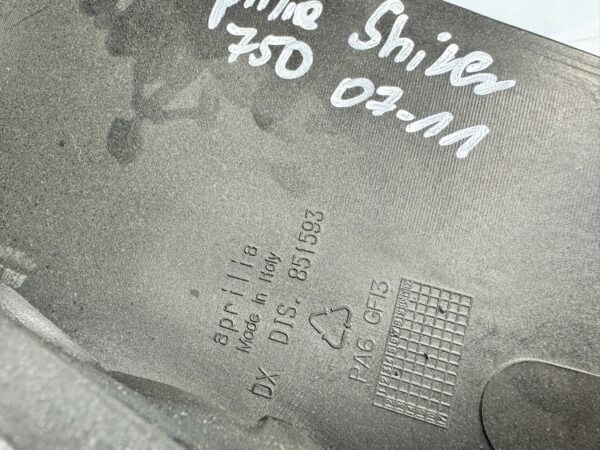 Shiver
750 07-11
aprilia
Made in Italy
DX DIS. 851593
PA6 GF13